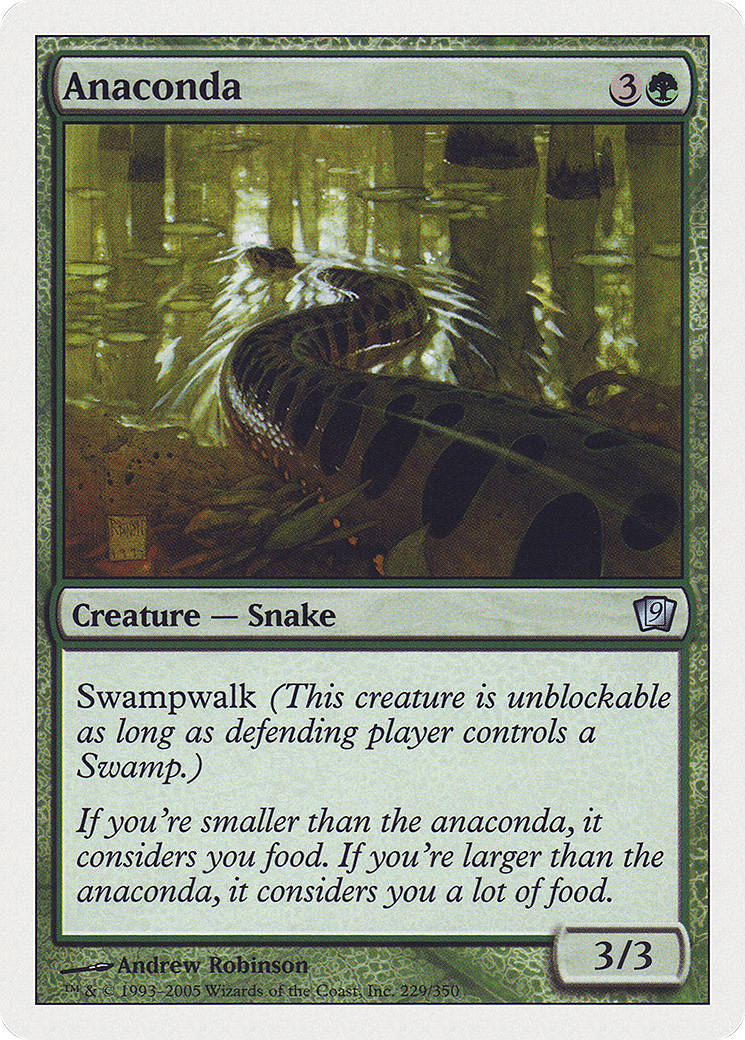 Anaconda 3
Creature — Snake 9
Swampwalk (This creature is unblockable
as long as defending player controls a
Swamp.)
If you're smaller than the anaconda, it
considers you food. If you're larger than the
anaconda, it considers you a lot of food.
3/3
Andrew Robinson
™ & © 1993–2005 Wizards of the Coast, Inc. 229/350